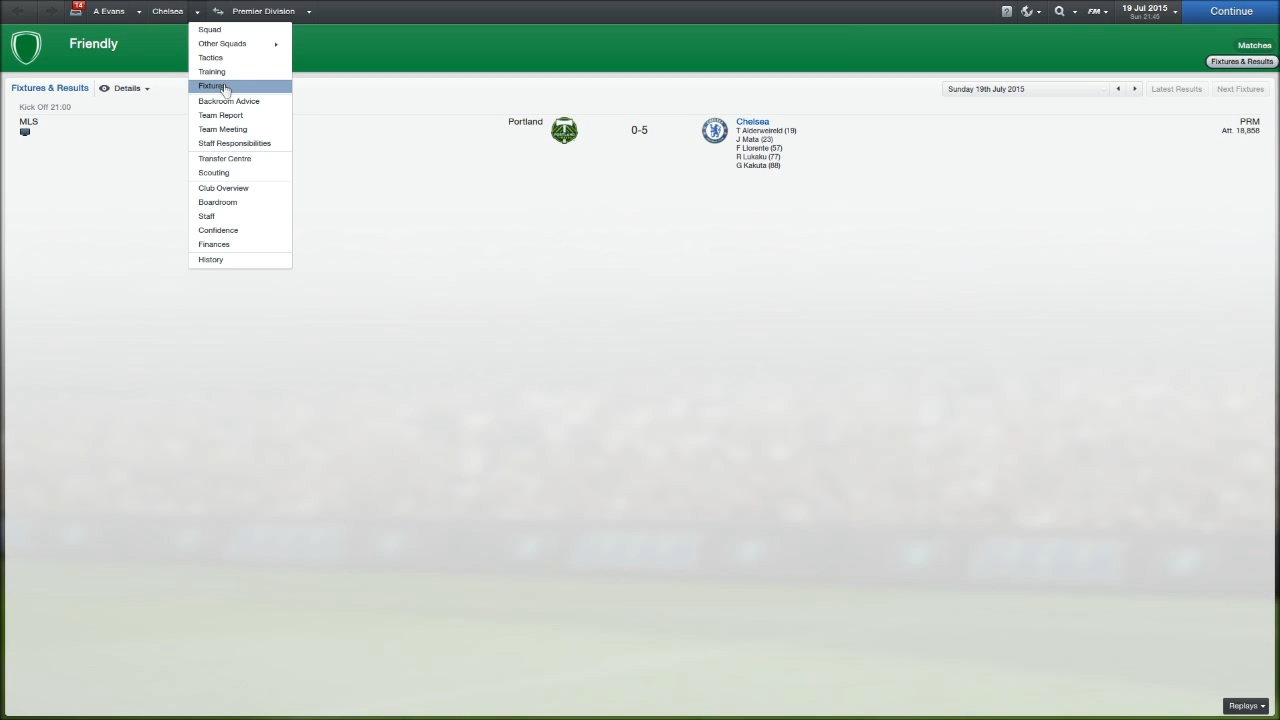 14
A Evans
Chelsea
Premier Division
FM
19 Jul 2015
Sun 21:45
Continue
Friendly
Squad
Other Squads
Tactics
Training
Fixtures
Backroom Advice
Team Report
Team Meeting
Staff Responsibilities
Transfer Centre
Scouting
Club Overview
Boardroom
Staff
Confidence
Finances
History
Matches
Fixtures & Results
Fixtures & Results
Details
Sunday 19th July 2015
Latest Results
Next Fixtures
Kick Off 21:00
MLS
Portland
0-5
Chelsea
T Alderweireld (19)
J Mata (23)
F Llorente (57)
R Lukaku (77)
G Kakuta (88)
PRM
Att. 18,858
Replays